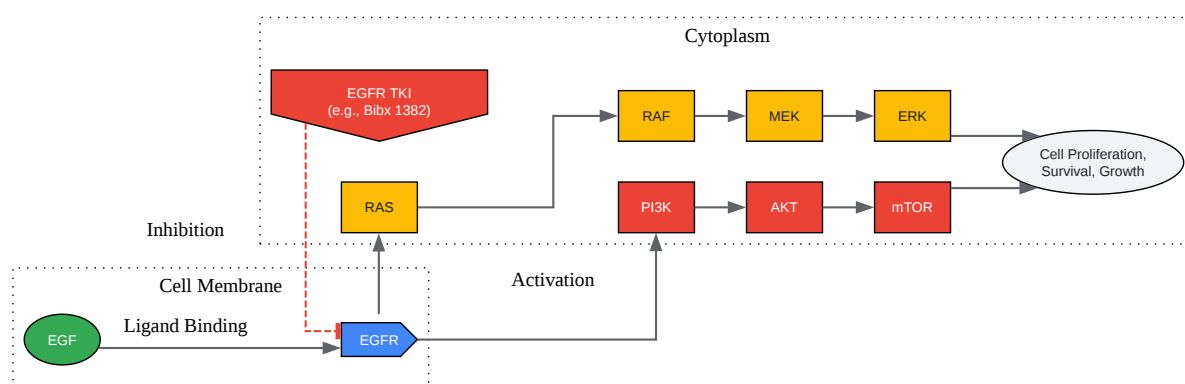 Cytoplasm
EGFR TKI
(e.g., Bibx 1382)
RAF
MEK
ERK
Cell Proliferation,
Survival, Growth
RAS
PI3K
AKT
mTOR
Inhibition
Activation
Cell Membrane
Ligand Binding
EGF
EGFR